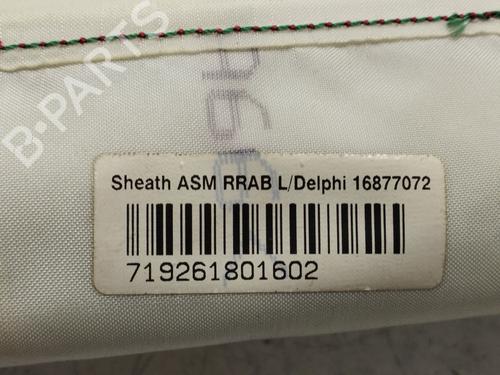 B-PARTS
Sheath ASM RRAB L/Delphi 16877072
719261801602